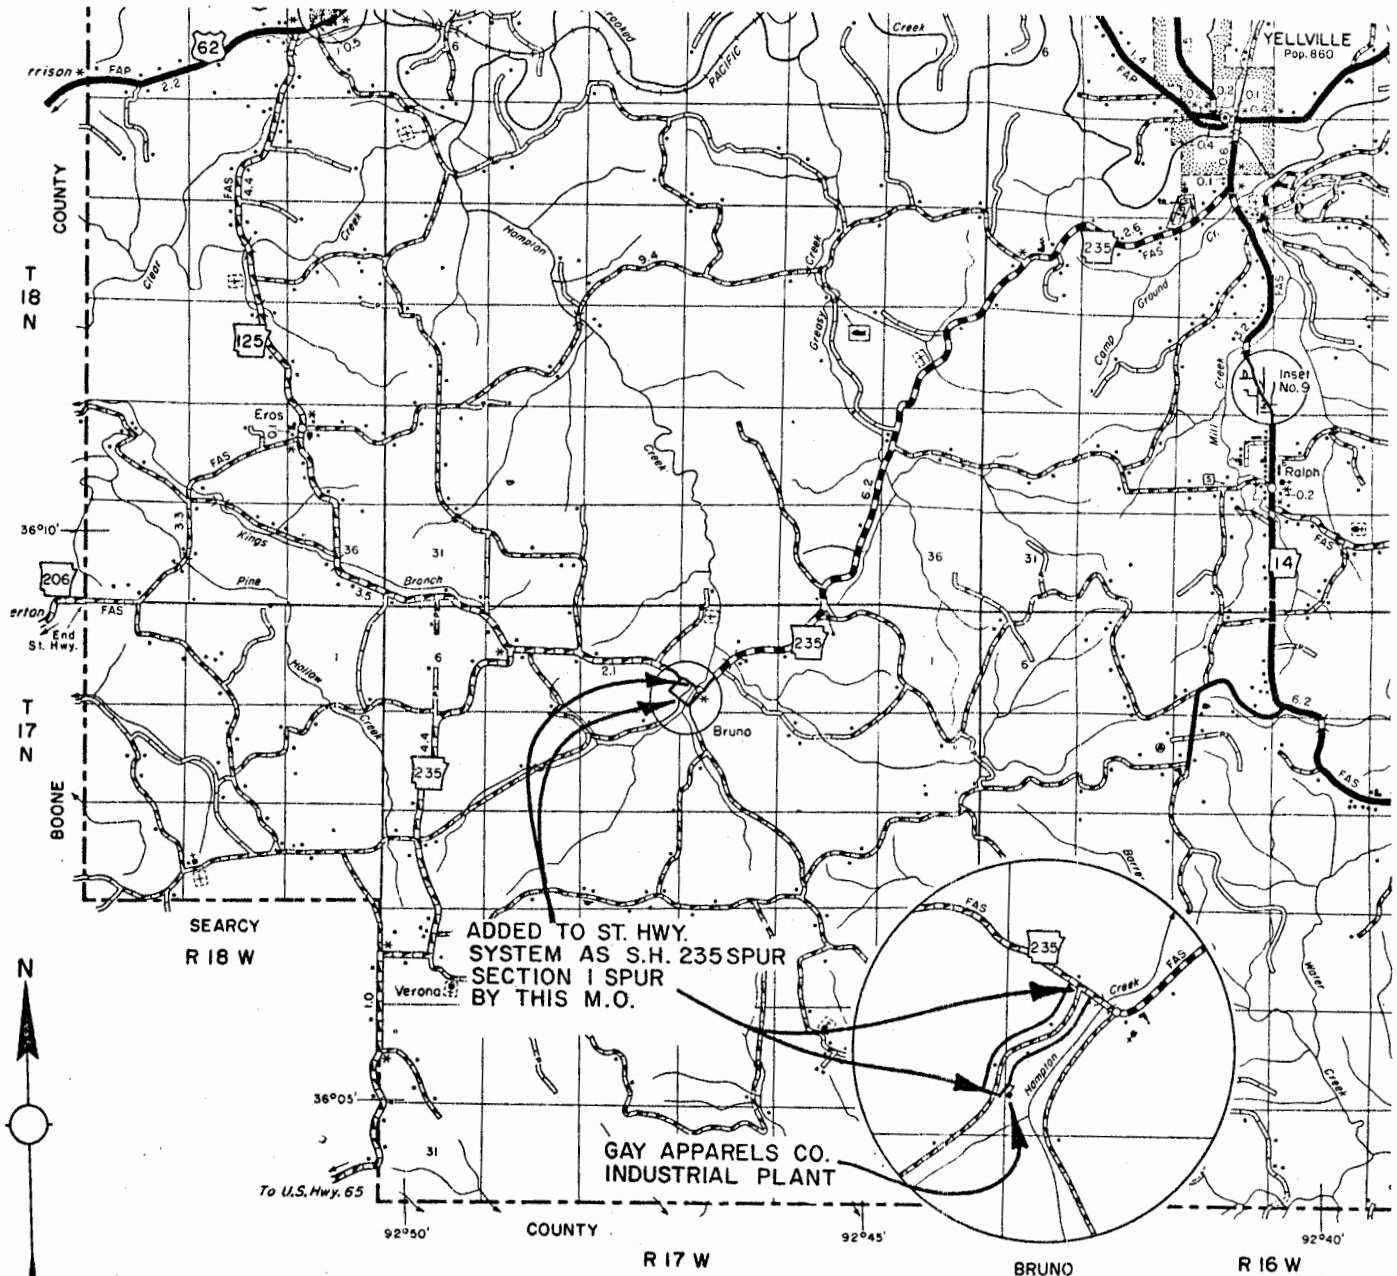 62
0.5
6
Crooked
PACIFIC
Creek
1
6
YELLVILLE
Pop. 860
1.4
FAP
rrison
FAP
2.2
0.2
0.2
0.1
0.4
0.6
0.1
COUNTY
FAS
4.4
Creek
Hampton
Creek
9.4
235
2.6
FAS
Cr.
Clear
T
18
N
Ground
FAS
125
Greasy
Camp
3.2
Creek
Inset
No. 9
Eros
0.1
FAS
Mill
Creek
Ralph
S
0.2
6.2
3.3
36°10'
Kings
36
31
36
31
FAS
206
Pine
Branch
3.5
14
erton
FAS
End
St. Hwy.
235
1
6
Hollow
2.1
1
6
T
17
N
Creek
Bruno
6.2
4.4
235
FAS
BOONE
Barre
SEARCY
R 18 W
FAS
235
ADDED TO ST. HWY.
SYSTEM AS S.H. 235 SPUR
SECTION 1 SPUR
BY THIS M.O.
FAS
Creek
Water
N
Verona
1.0
Hampton
Creek
36°05'
31
GAY APPARELS CO.
INDUSTRIAL PLANT
To U.S. Hwy. 65
92°50'
COUNTY
92°45'
92°40'
R 17 W
BRUNO
R 16 W